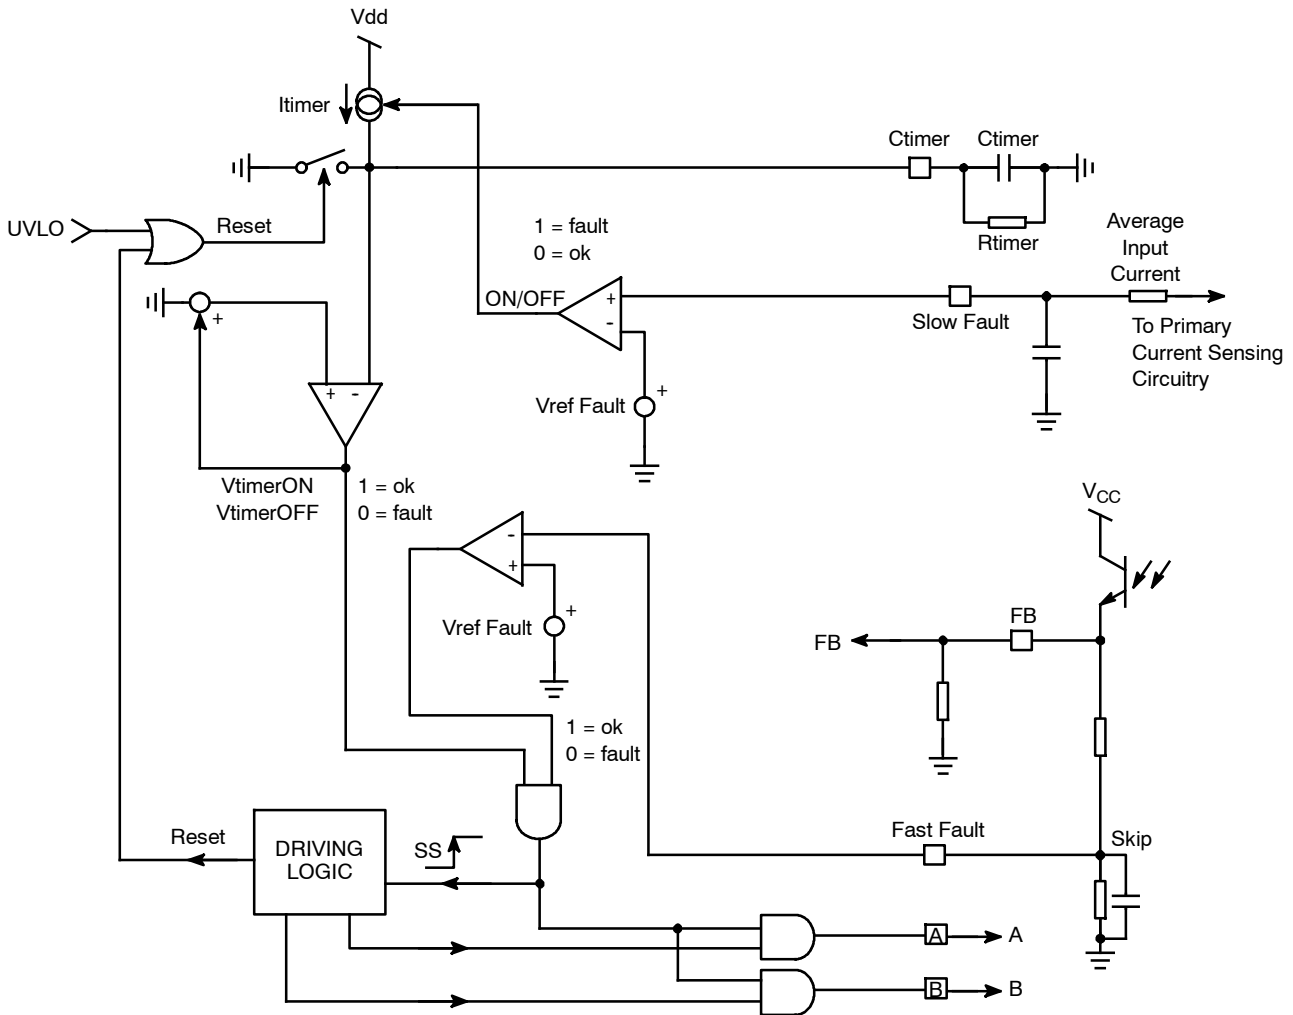 Vdd
Itimer
Ctimer
Ctimer
Rtimer
UVLO
Reset
1 = fault
0 = ok
Average
Input
Current
ON/OFF
+
-
Slow Fault
To Primary
Current Sensing
Circuitry
+
+
-
Vref Fault
+
VtimerON
VtimerOFF
1 = ok
0 = fault
VCC
-
+
Vref Fault
+
FB
FB
1 = ok
0 = fault
Reset
DRIVING
LOGIC
SS
Fast Fault
Skip
A
A
B
B